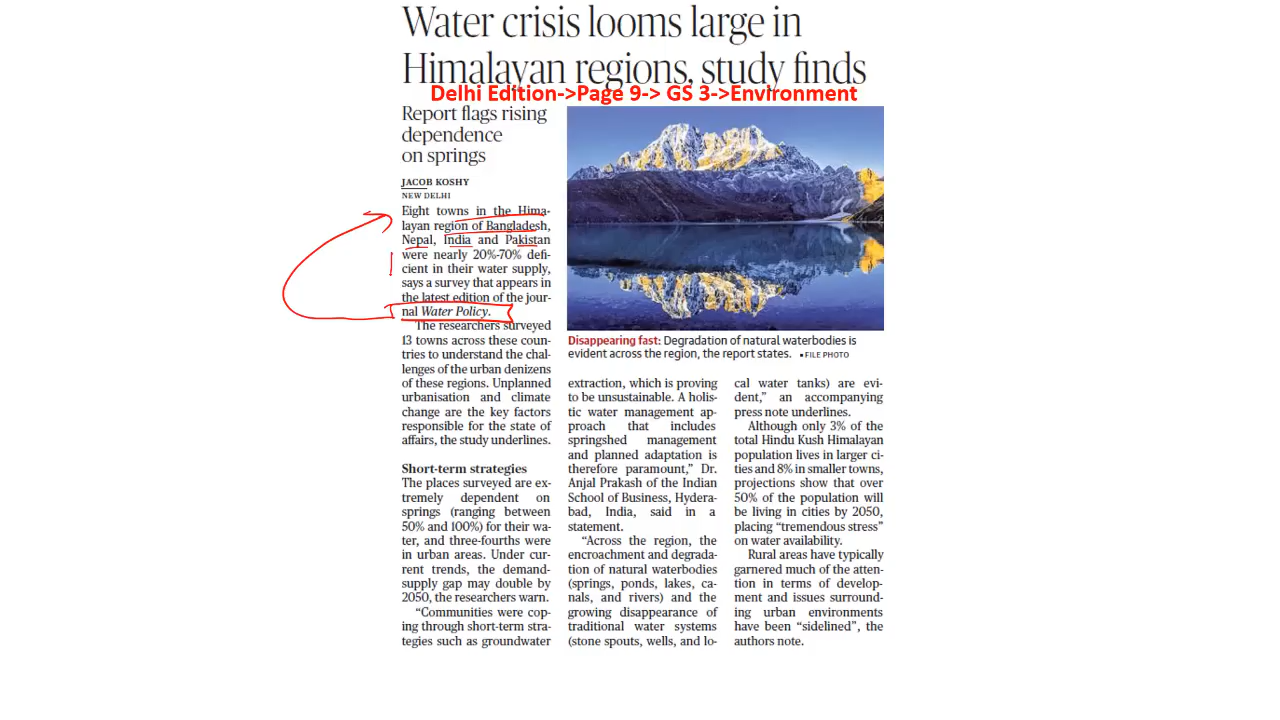 Water crisis looms large in
Himalayan regions, study finds
Delhi Edition->Page 9-> GS 3->Environment
Report flags rising
dependence
on springs
JACOB KOSHY
NEW DELHI
Eight towns in the Hima-
layan region of Bangladesh,
Nepal, India and Pakistan
were nearly 20%-70% defi-
cient in their water supply,
says a survey that appears in
the latest edition of the jour-
nal Water Policy.
The researchers surveyed
13 towns across these coun-
tries to understand the chal-
lenges of the urban denizens
of these regions. Unplanned
urbanisation and climate
change are the key factors
responsible for the state of
affairs, the study underlines.
Short-term strategies
The places surveyed are ex-
tremely dependent on
springs (ranging between
50% and 100%) for their wa-
ter, and three-fourths were
in urban areas. Under cur-
rent trends, the demand-
supply gap may double by
2050, the researchers warn.
“Communities were cop-
ing through short-term stra-
tegies such as groundwater
Disappearing fast: Degradation of natural waterbodies is
evident across the region, the report states. ▪FILE PHOTO
extraction, which is proving
to be unsustainable. A holis-
tic water management ap-
proach that includes
springshed management
and planned adaptation is
therefore paramount,” Dr.
Anjal Prakash of the Indian
School of Business, Hydera-
bad, India, said in a
statement.
“Across the region, the
encroachment and degrada-
tion of natural waterbodies
(springs, ponds, lakes, ca-
nals, and rivers) and the
growing disappearance of
traditional water systems
(stone spouts, wells, and lo-
cal water tanks) are evi-
dent,” an accompanying
press note underlines.
Although only 3% of the
total Hindu Kush Himalayan
population lives in larger ci-
ties and 8% in smaller towns,
projections show that over
50% of the population will
be living in cities by 2050,
placing “tremendous stress”
on water availability.
Rural areas have typically
garnered much of the atten-
tion in terms of develop-
ment and issues surround-
ing urban environments
have been “sidelined”, the
authors note.